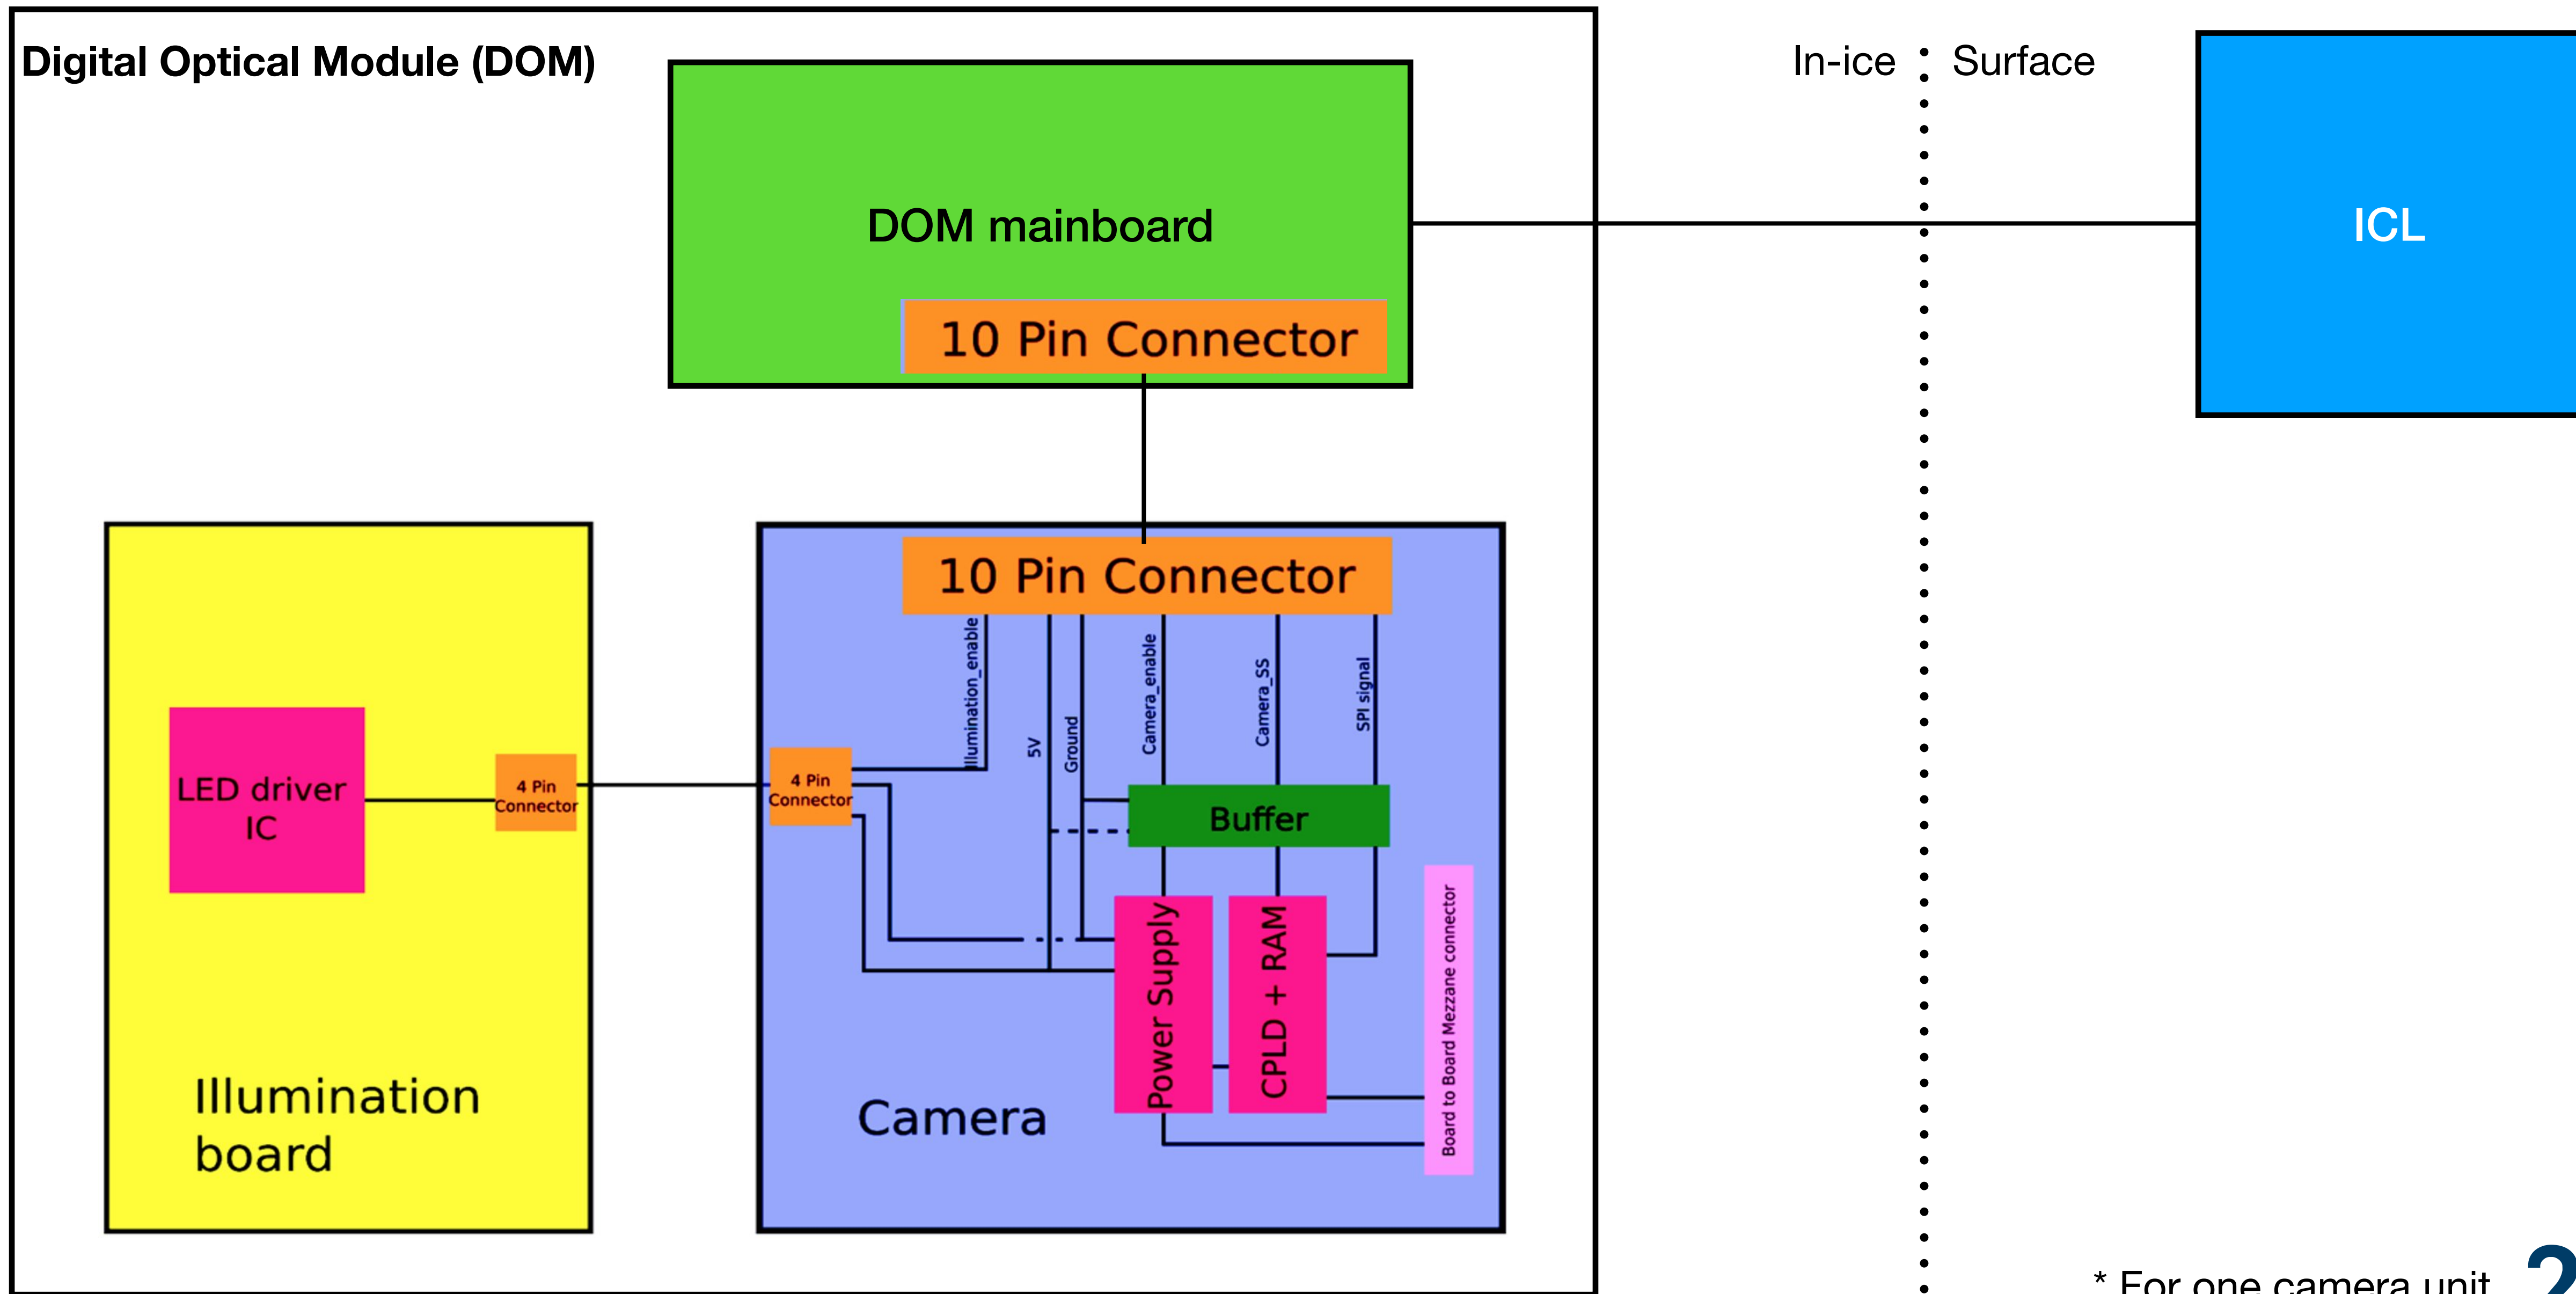 Digital Optical Module (DOM)
In-ice
Surface
DOM mainboard
ICL
10 Pin Connector
10 Pin Connector
Illumination_enable
5V
Ground
Camera_enable
Camera_SS
SPI signal
LED driver
IC
4 Pin
Connector
4 Pin
Connector
Buffer
Power Supply
CPLD + RAM
Board to Board Mezzane connector
Illumination
board
Camera
* For one camera unit
2